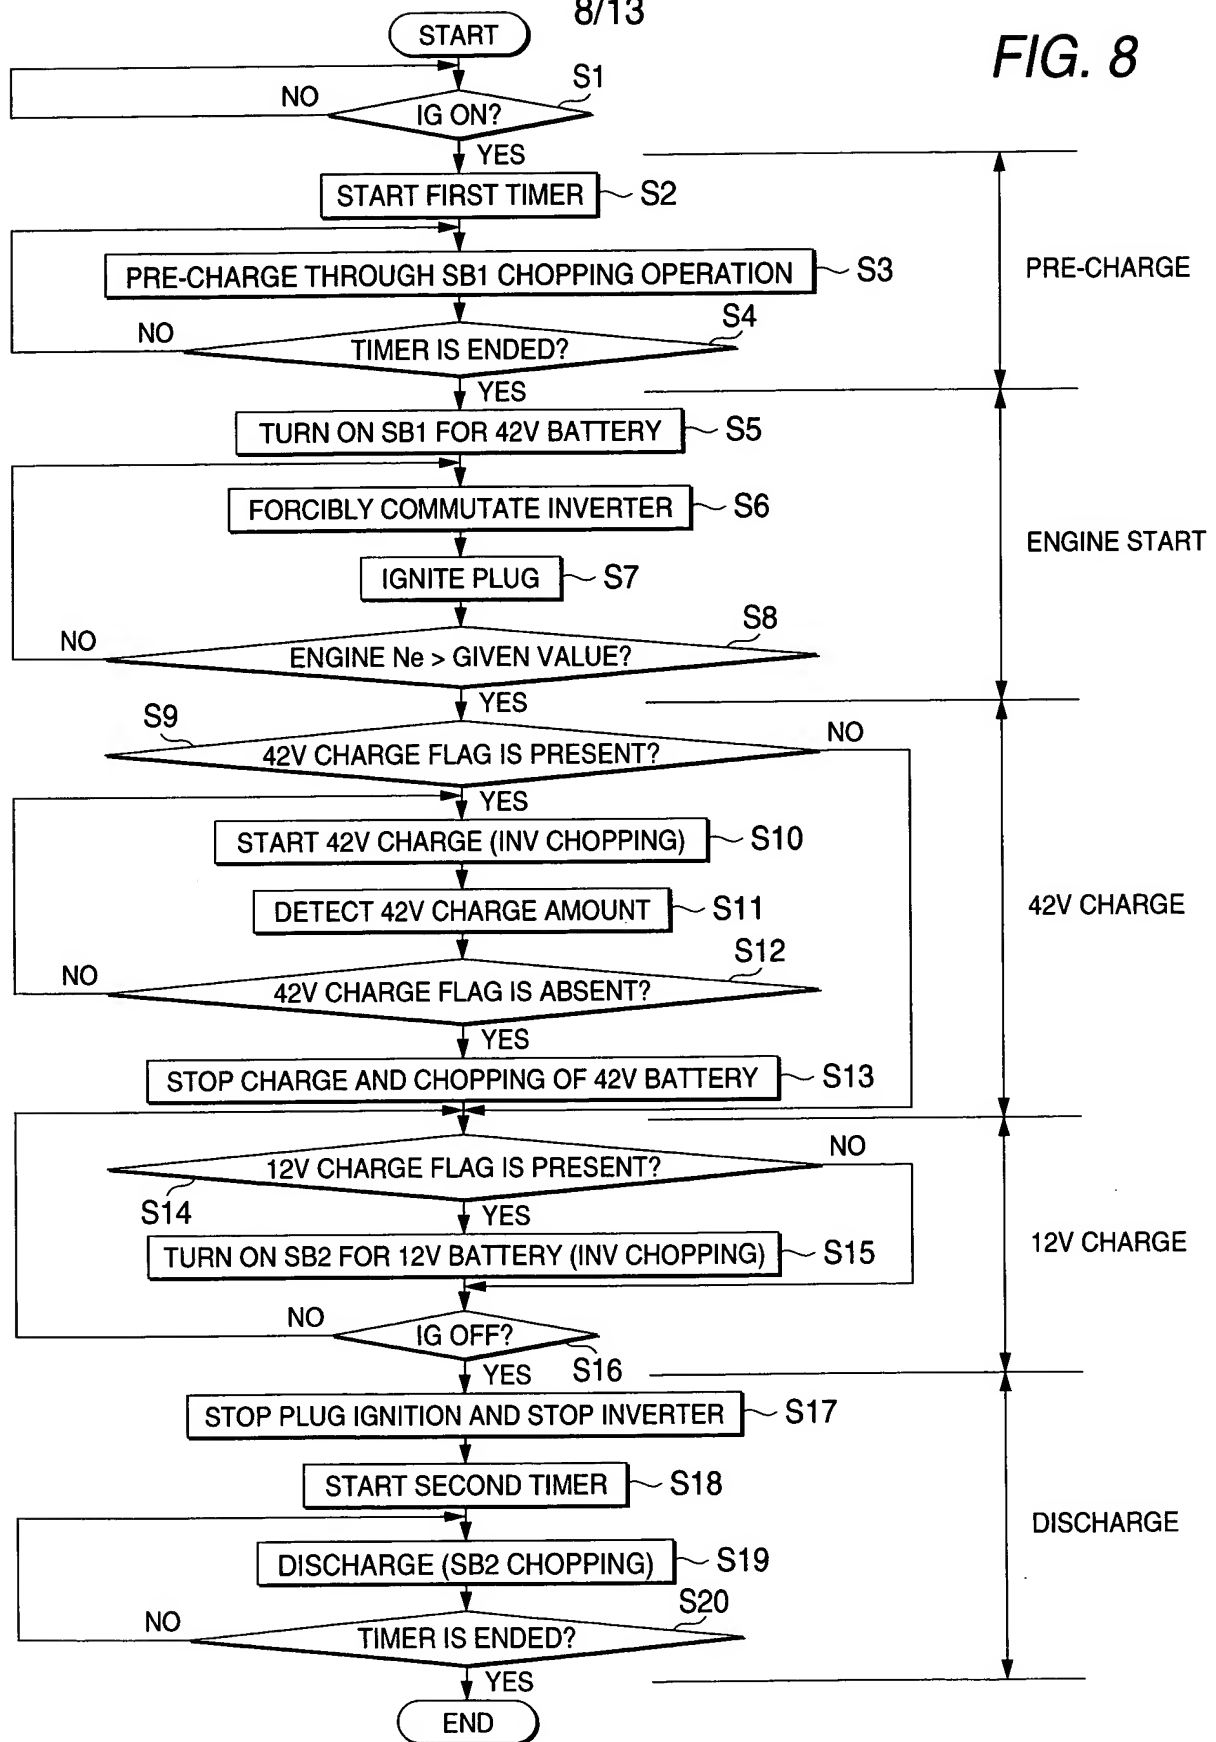 8/13
FIG. 8
START
S1
NO
IG ON?
YES
START FIRST TIMER
S2
PRE-CHARGE THROUGH SB1 CHOPPING OPERATION
S3
PRE-CHARGE
S4
NO
TIMER IS ENDED?
YES
TURN ON SB1 FOR 42V BATTERY
S5
FORCIBLY COMMUTATE INVERTER
S6
ENGINE START
IGNITE PLUG
S7
S8
NO
ENGINE Ne > GIVEN VALUE?
YES
S9
NO
42V CHARGE FLAG IS PRESENT?
YES
START 42V CHARGE (INV CHOPPING)
S10
DETECT 42V CHARGE AMOUNT
S11
42V CHARGE
S12
NO
42V CHARGE FLAG IS ABSENT?
YES
STOP CHARGE AND CHOPPING OF 42V BATTERY
S13
NO
12V CHARGE FLAG IS PRESENT?
S14
YES
TURN ON SB2 FOR 12V BATTERY (INV CHOPPING)
S15
12V CHARGE
NO
IG OFF?
S16
YES
STOP PLUG IGNITION AND STOP INVERTER
S17
START SECOND TIMER
S18
DISCHARGE
DISCHARGE (SB2 CHOPPING)
S19
S20
NO
TIMER IS ENDED?
YES
END